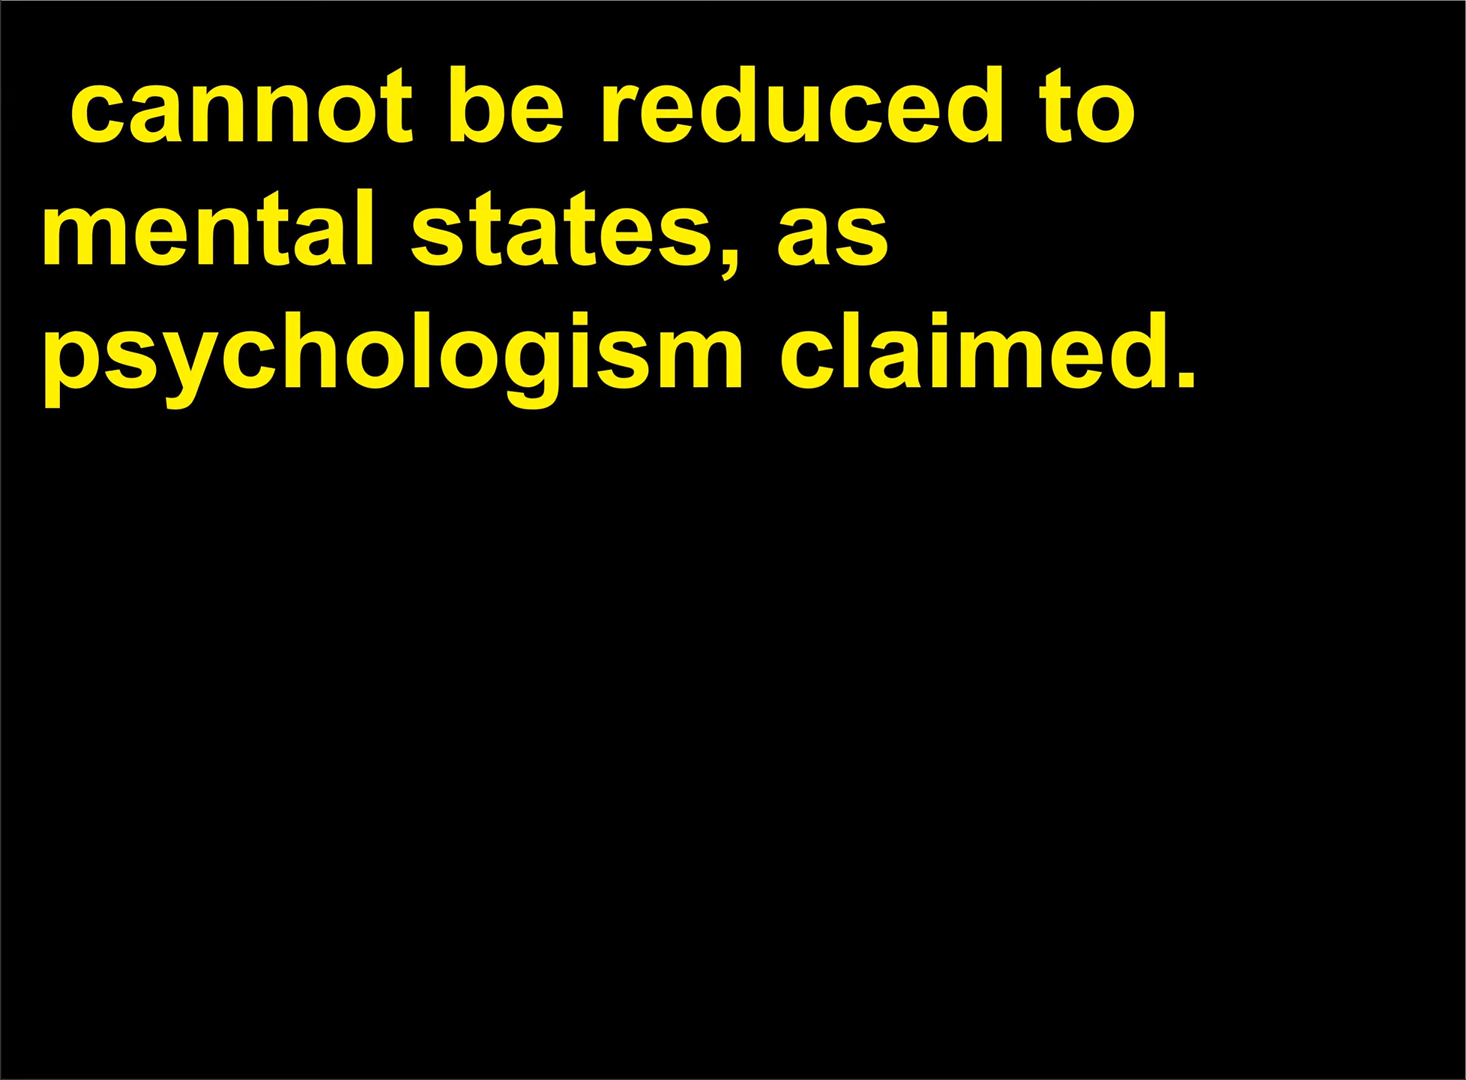 cannot be reduced to
mental states, as
psychologism claimed.